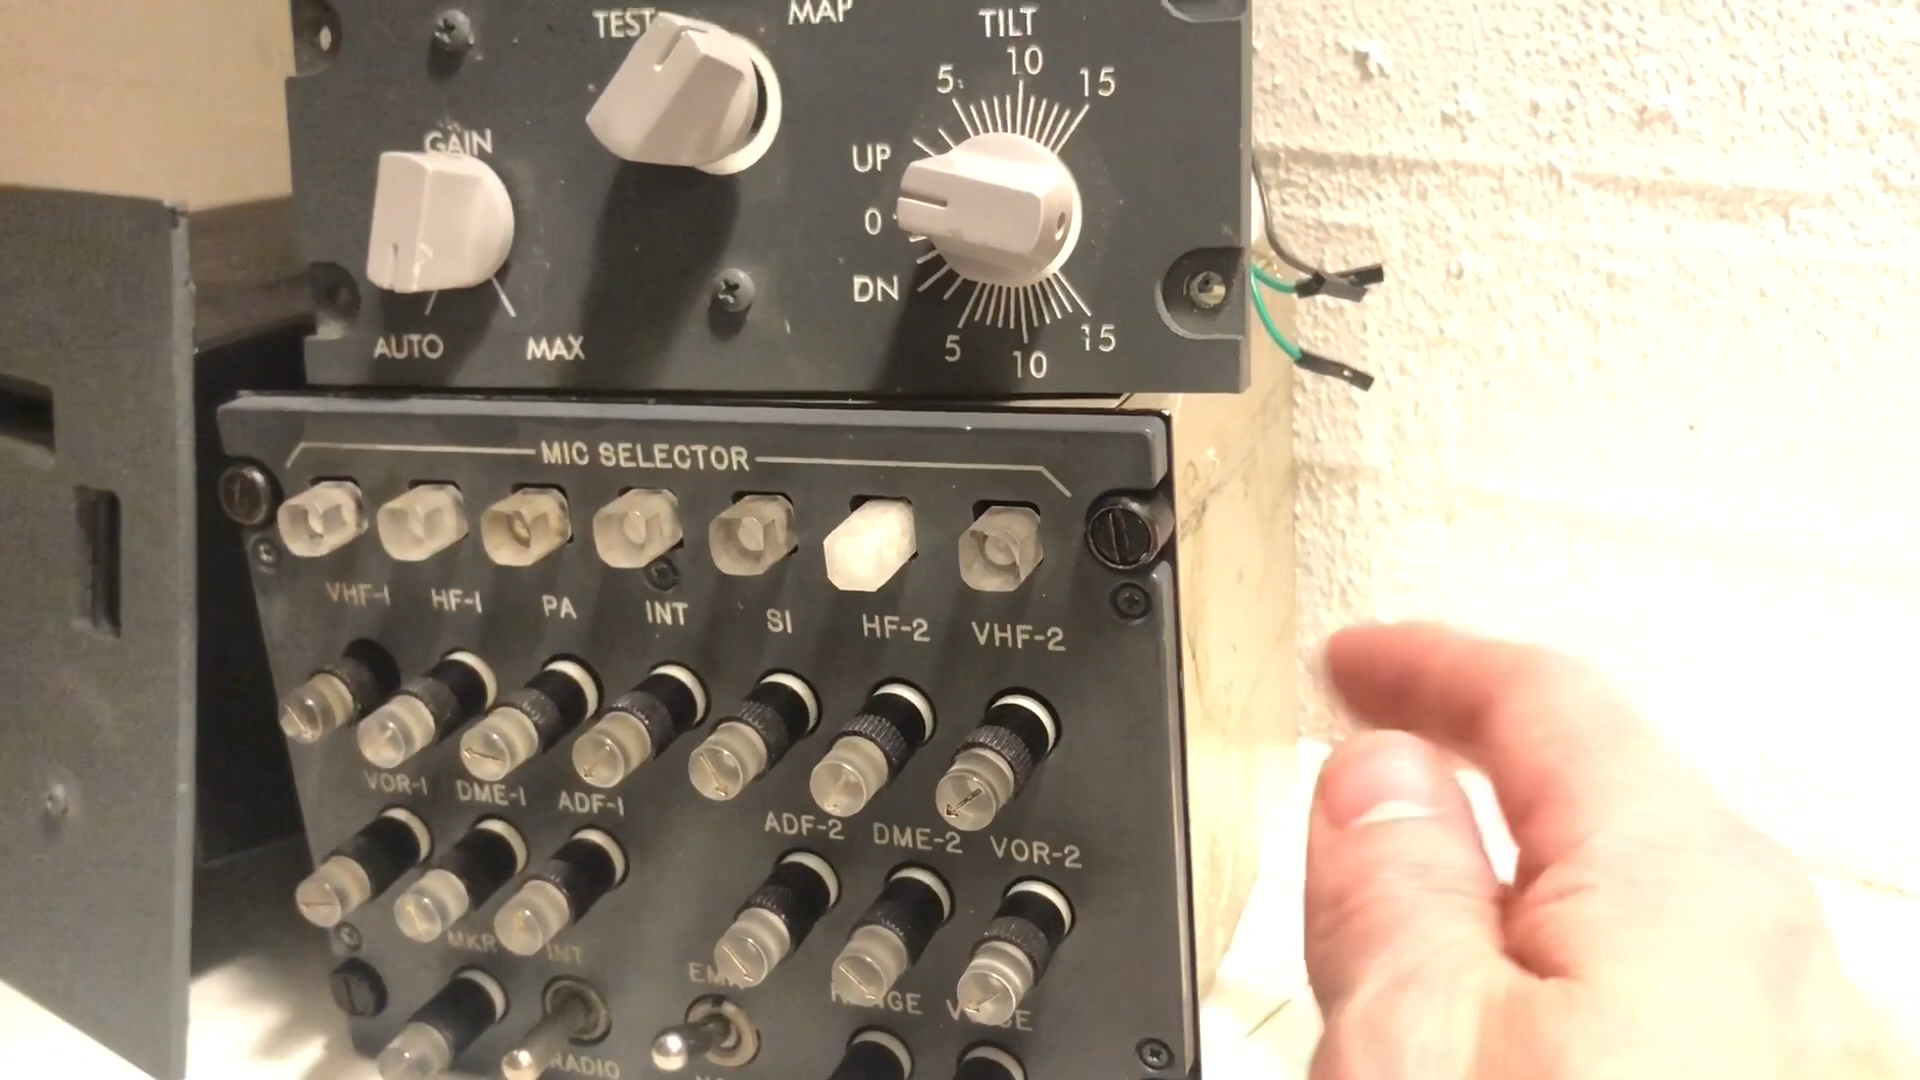 TEST MAP TILT
5 10 15
GAIN
UP
0
DN
AUTO MAX
5 10 15
MIC SELECTOR
VHF-1 HF-1 PA INT SI HF-2 VHF-2
VOR-1 DME-1 ADF-1 ADF-2 DME-2 VOR-2
MKR INT
RADIO